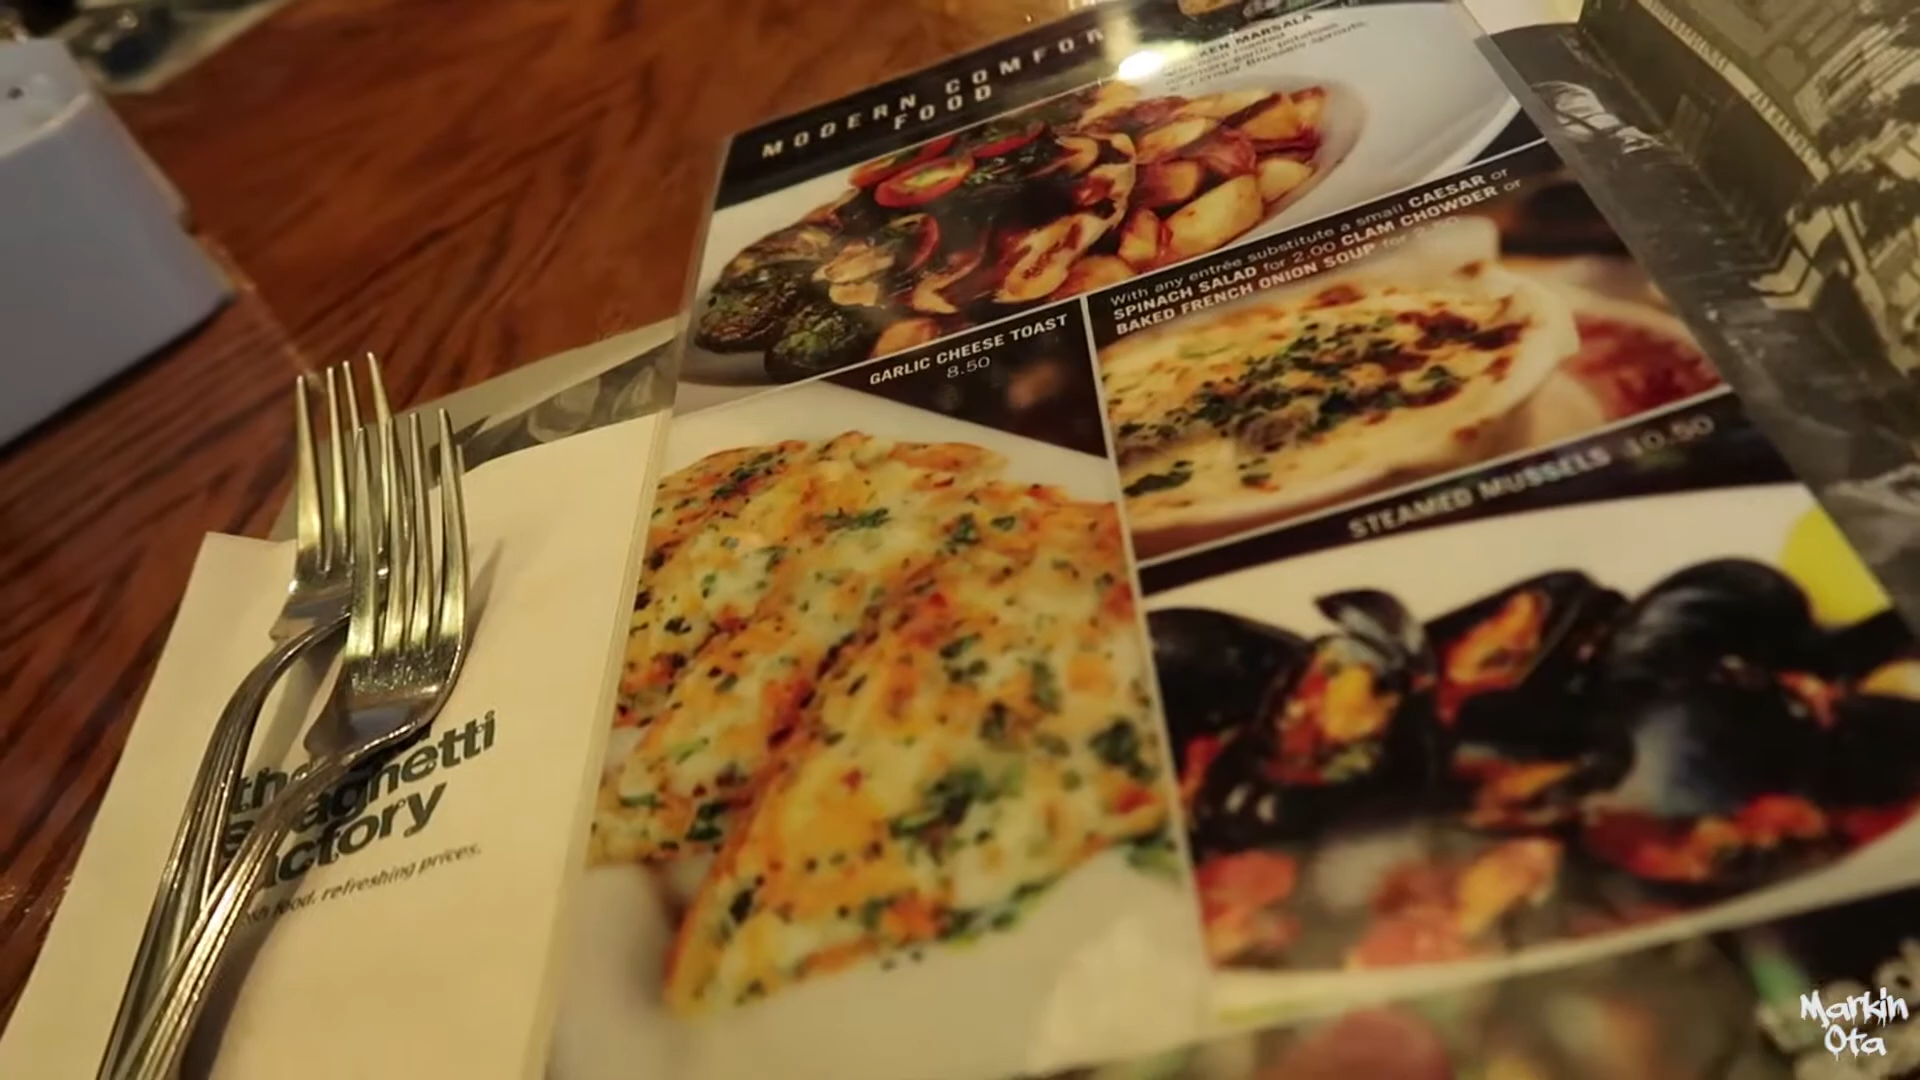 MODERN COMFORT
FOOD
CHICKEN MARSALA
With any entrée substitute a small CAESAR or
SPINACH SALAD for 2.00 CLAM CHOWDER or
BAKED FRENCH ONION SOUP for
GARLIC CHEESE TOAST
8.50
STEAMED MUSSELS 10.50
the
Spaghetti
factory
food, refreshing prices.
Markin
Ota